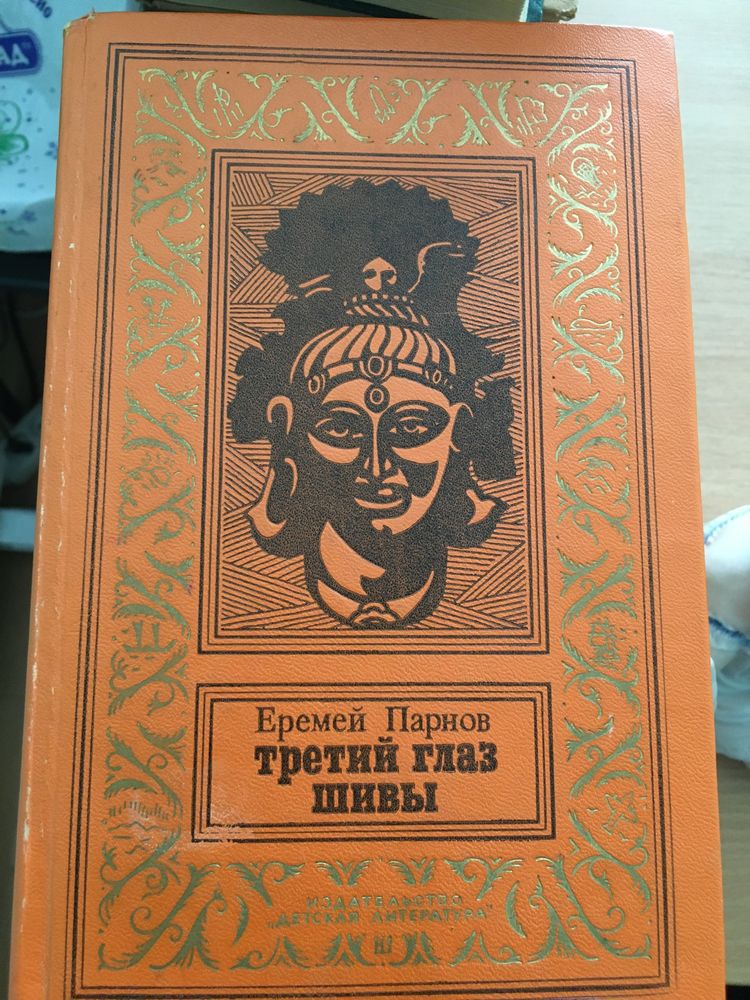 Еремей Парнов
третий глаз
шивы
ИЗДАТЕЛЬСТВО
„ДЕТСКАЯ ЛИТЕРАТУРА"